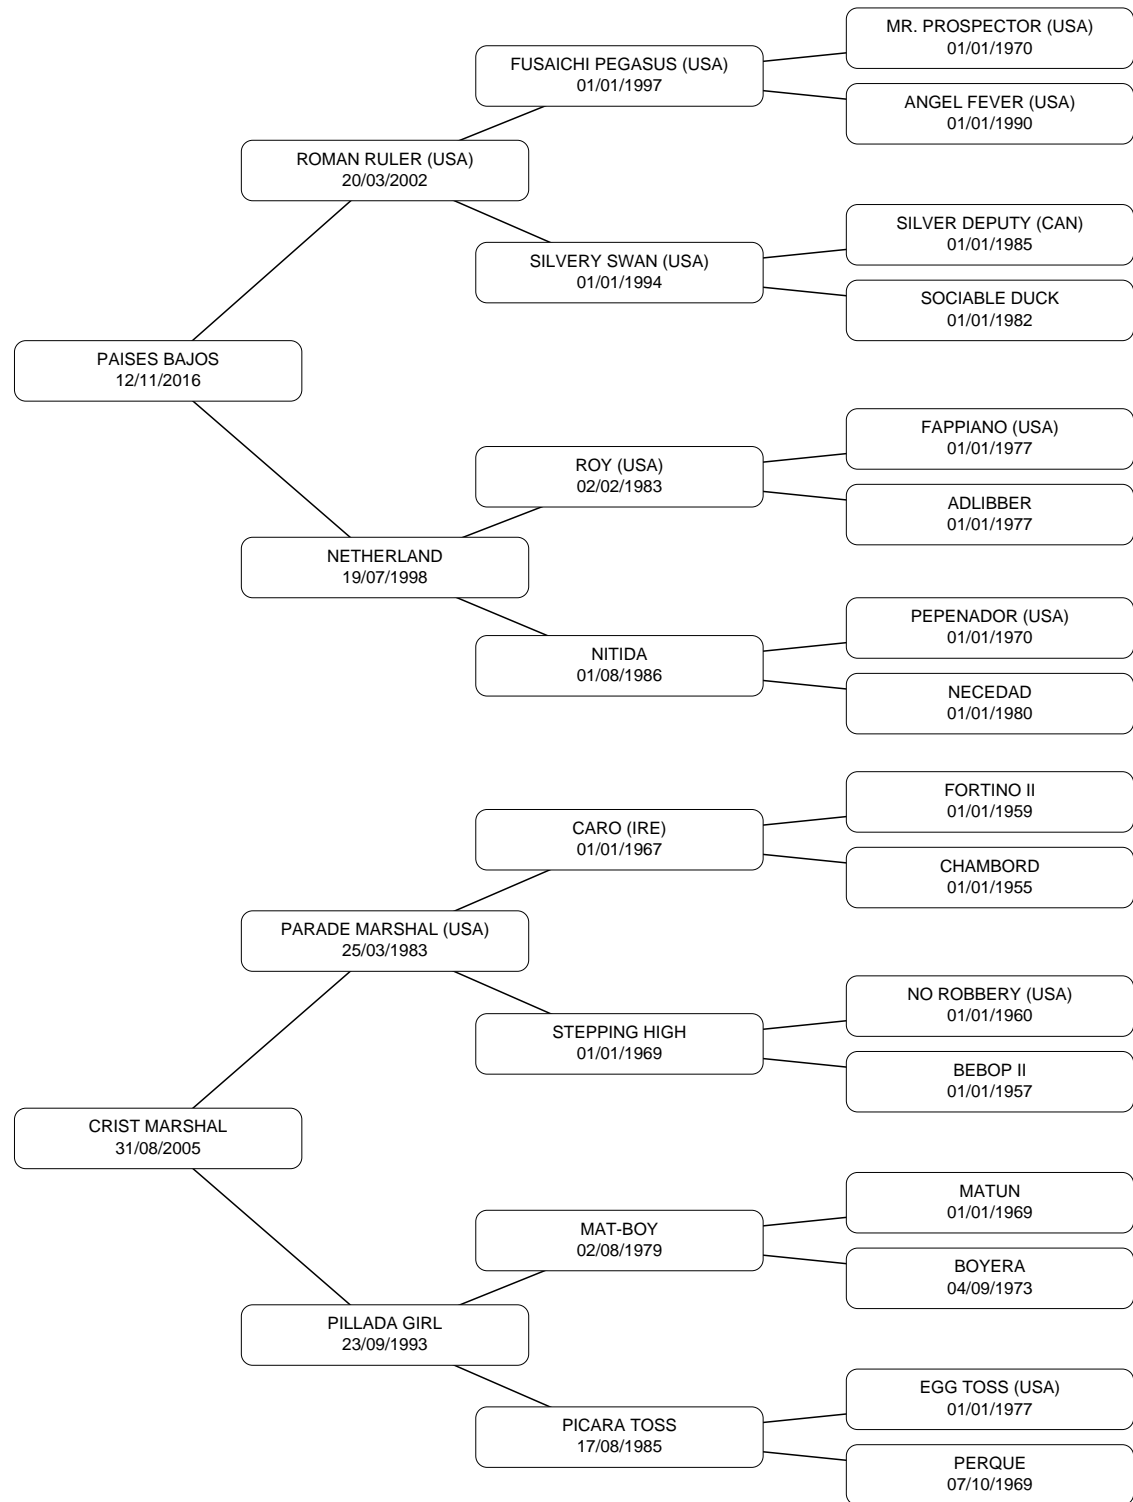 MR. PROSPECTOR (USA)
01/01/1970
FUSAICHI PEGASUS (USA)
01/01/1997
ANGEL FEVER (USA)
01/01/1990
ROMAN RULER (USA)
20/03/2002
SILVER DEPUTY (CAN)
01/01/1985
SILVERY SWAN (USA)
01/01/1994
SOCIABLE DUCK
01/01/1982
PAISES BAJOS
12/11/2016
FAPPIANO (USA)
01/01/1977
ROY (USA)
02/02/1983
ADLIBBER
01/01/1977
NETHERLAND
19/07/1998
PEPENADOR (USA)
01/01/1970
NITIDA
01/08/1986
NECEDAD
01/01/1980
FORTINO II
01/01/1959
CARO (IRE)
01/01/1967
CHAMBORD
01/01/1955
PARADE MARSHAL (USA)
25/03/1983
NO ROBBERY (USA)
01/01/1960
STEPPING HIGH
01/01/1969
BEBOP II
01/01/1957
CRIST MARSHAL
31/08/2005
MATUN
01/01/1969
MAT-BOY
02/08/1979
BOYERA
04/09/1973
PILLADA GIRL
23/09/1993
EGG TOSS (USA)
01/01/1977
PICARA TOSS
17/08/1985
PERQUE
07/10/1969